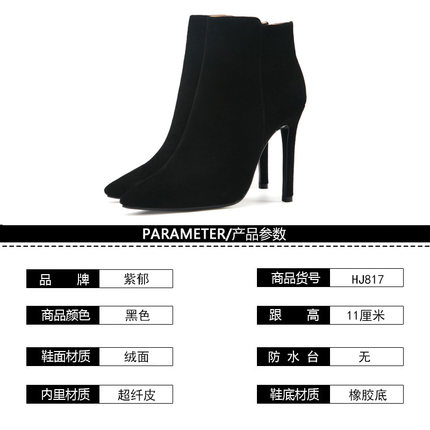 PARAMETER/产品参数
品 牌 紫郁 商品货号 HJ817
商品颜色 黑色 跟 高 11厘米
鞋面材质 绒面 防 水 台 无
内里材质 超纤皮 鞋底材质 橡胶底